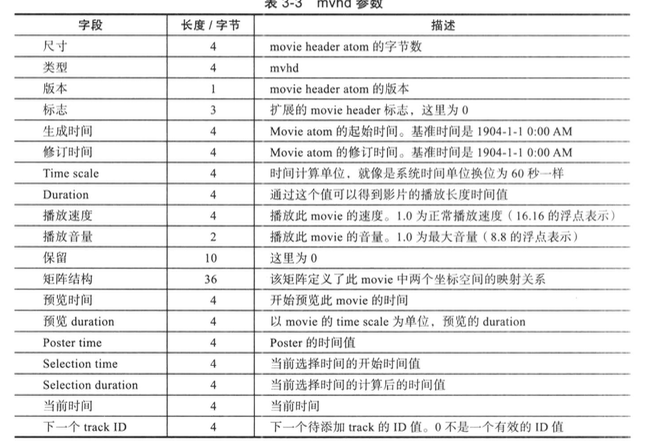 表 3-3 mvhd 参数
字段 长度 / 字节 描述
尺寸 4 movie header atom 的字节数
类型 4 mvhd
版本 1 movie header atom 的版本
标志 3 扩展的 movie header 标志，这里为 0
生成时间 4 Movie atom 的起始时间。基准时间是 1904-1-1 0:00 AM
修订时间 4 Movie atom 的修订时间。基准时间是 1904-1-1 0:00 AM
Time scale 4 时间计算单位，就像是系统时间单位换位为 60 秒一样
Duration 4 通过这个值可以得到影片的播放长度时间值
播放速度 4 播放此 movie 的速度。1.0 为正常播放速度（16.16 的浮点表示）
播放音量 2 播放此 movie 的音量。1.0 为最大音量（8.8 的浮点表示）
保留 10 这里为 0
矩阵结构 36 该矩阵定义了此 movie 中两个坐标空间的映射关系
预览时间 4 开始预览此 movie 的时间
预览 duration 4 以 movie 的 time scale 为单位，预览的 duration
Poster time 4 Poster 的时间值
Selection time 4 当前选择时间的开始时间值
Selection duration 4 当前选择时间的计算后的时间值
当前时间 4 当前时间
下一个 track ID 4 下一个待添加 track 的 ID 值。0 不是一个有效的 ID 值